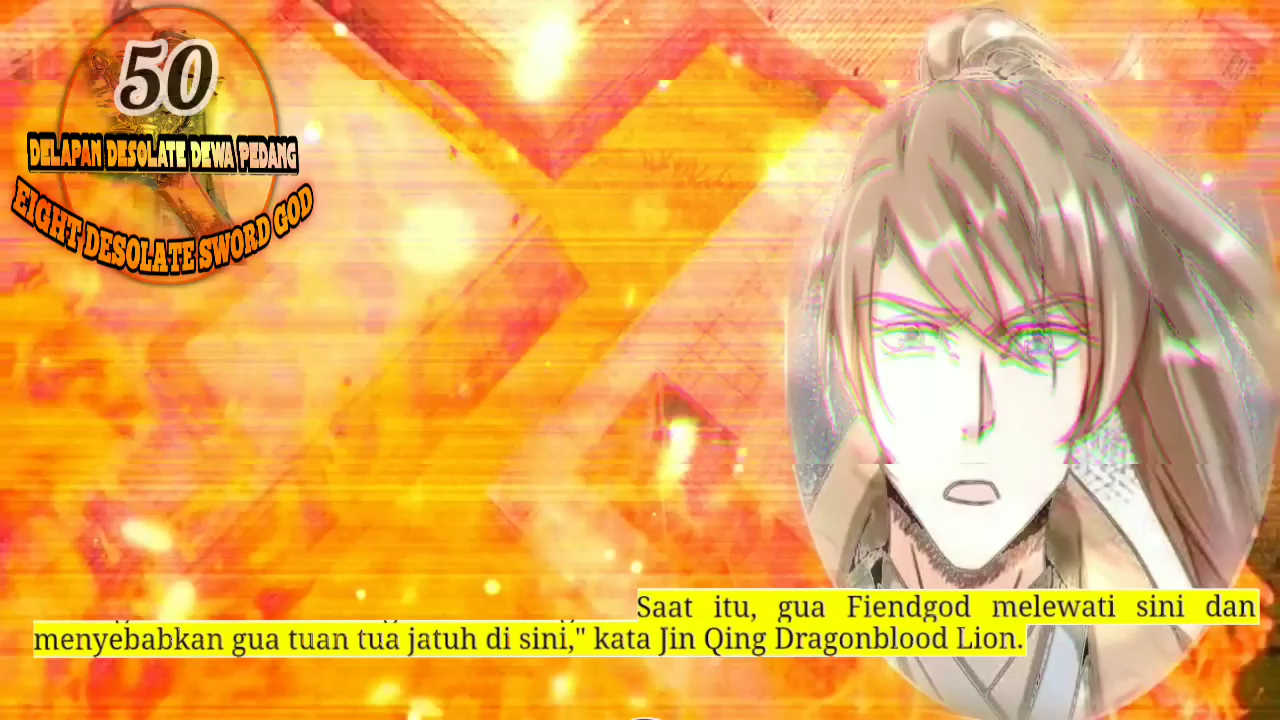 50
DELAPAN DESOLATE DEWA PEDANG
EIGHT DESOLATE SWORD GOD
Saat itu, gua Fiendgod melewati sini dan
menyebabkan gua tuan tua jatuh di sini," kata Jin Qing Dragonblood Lion.